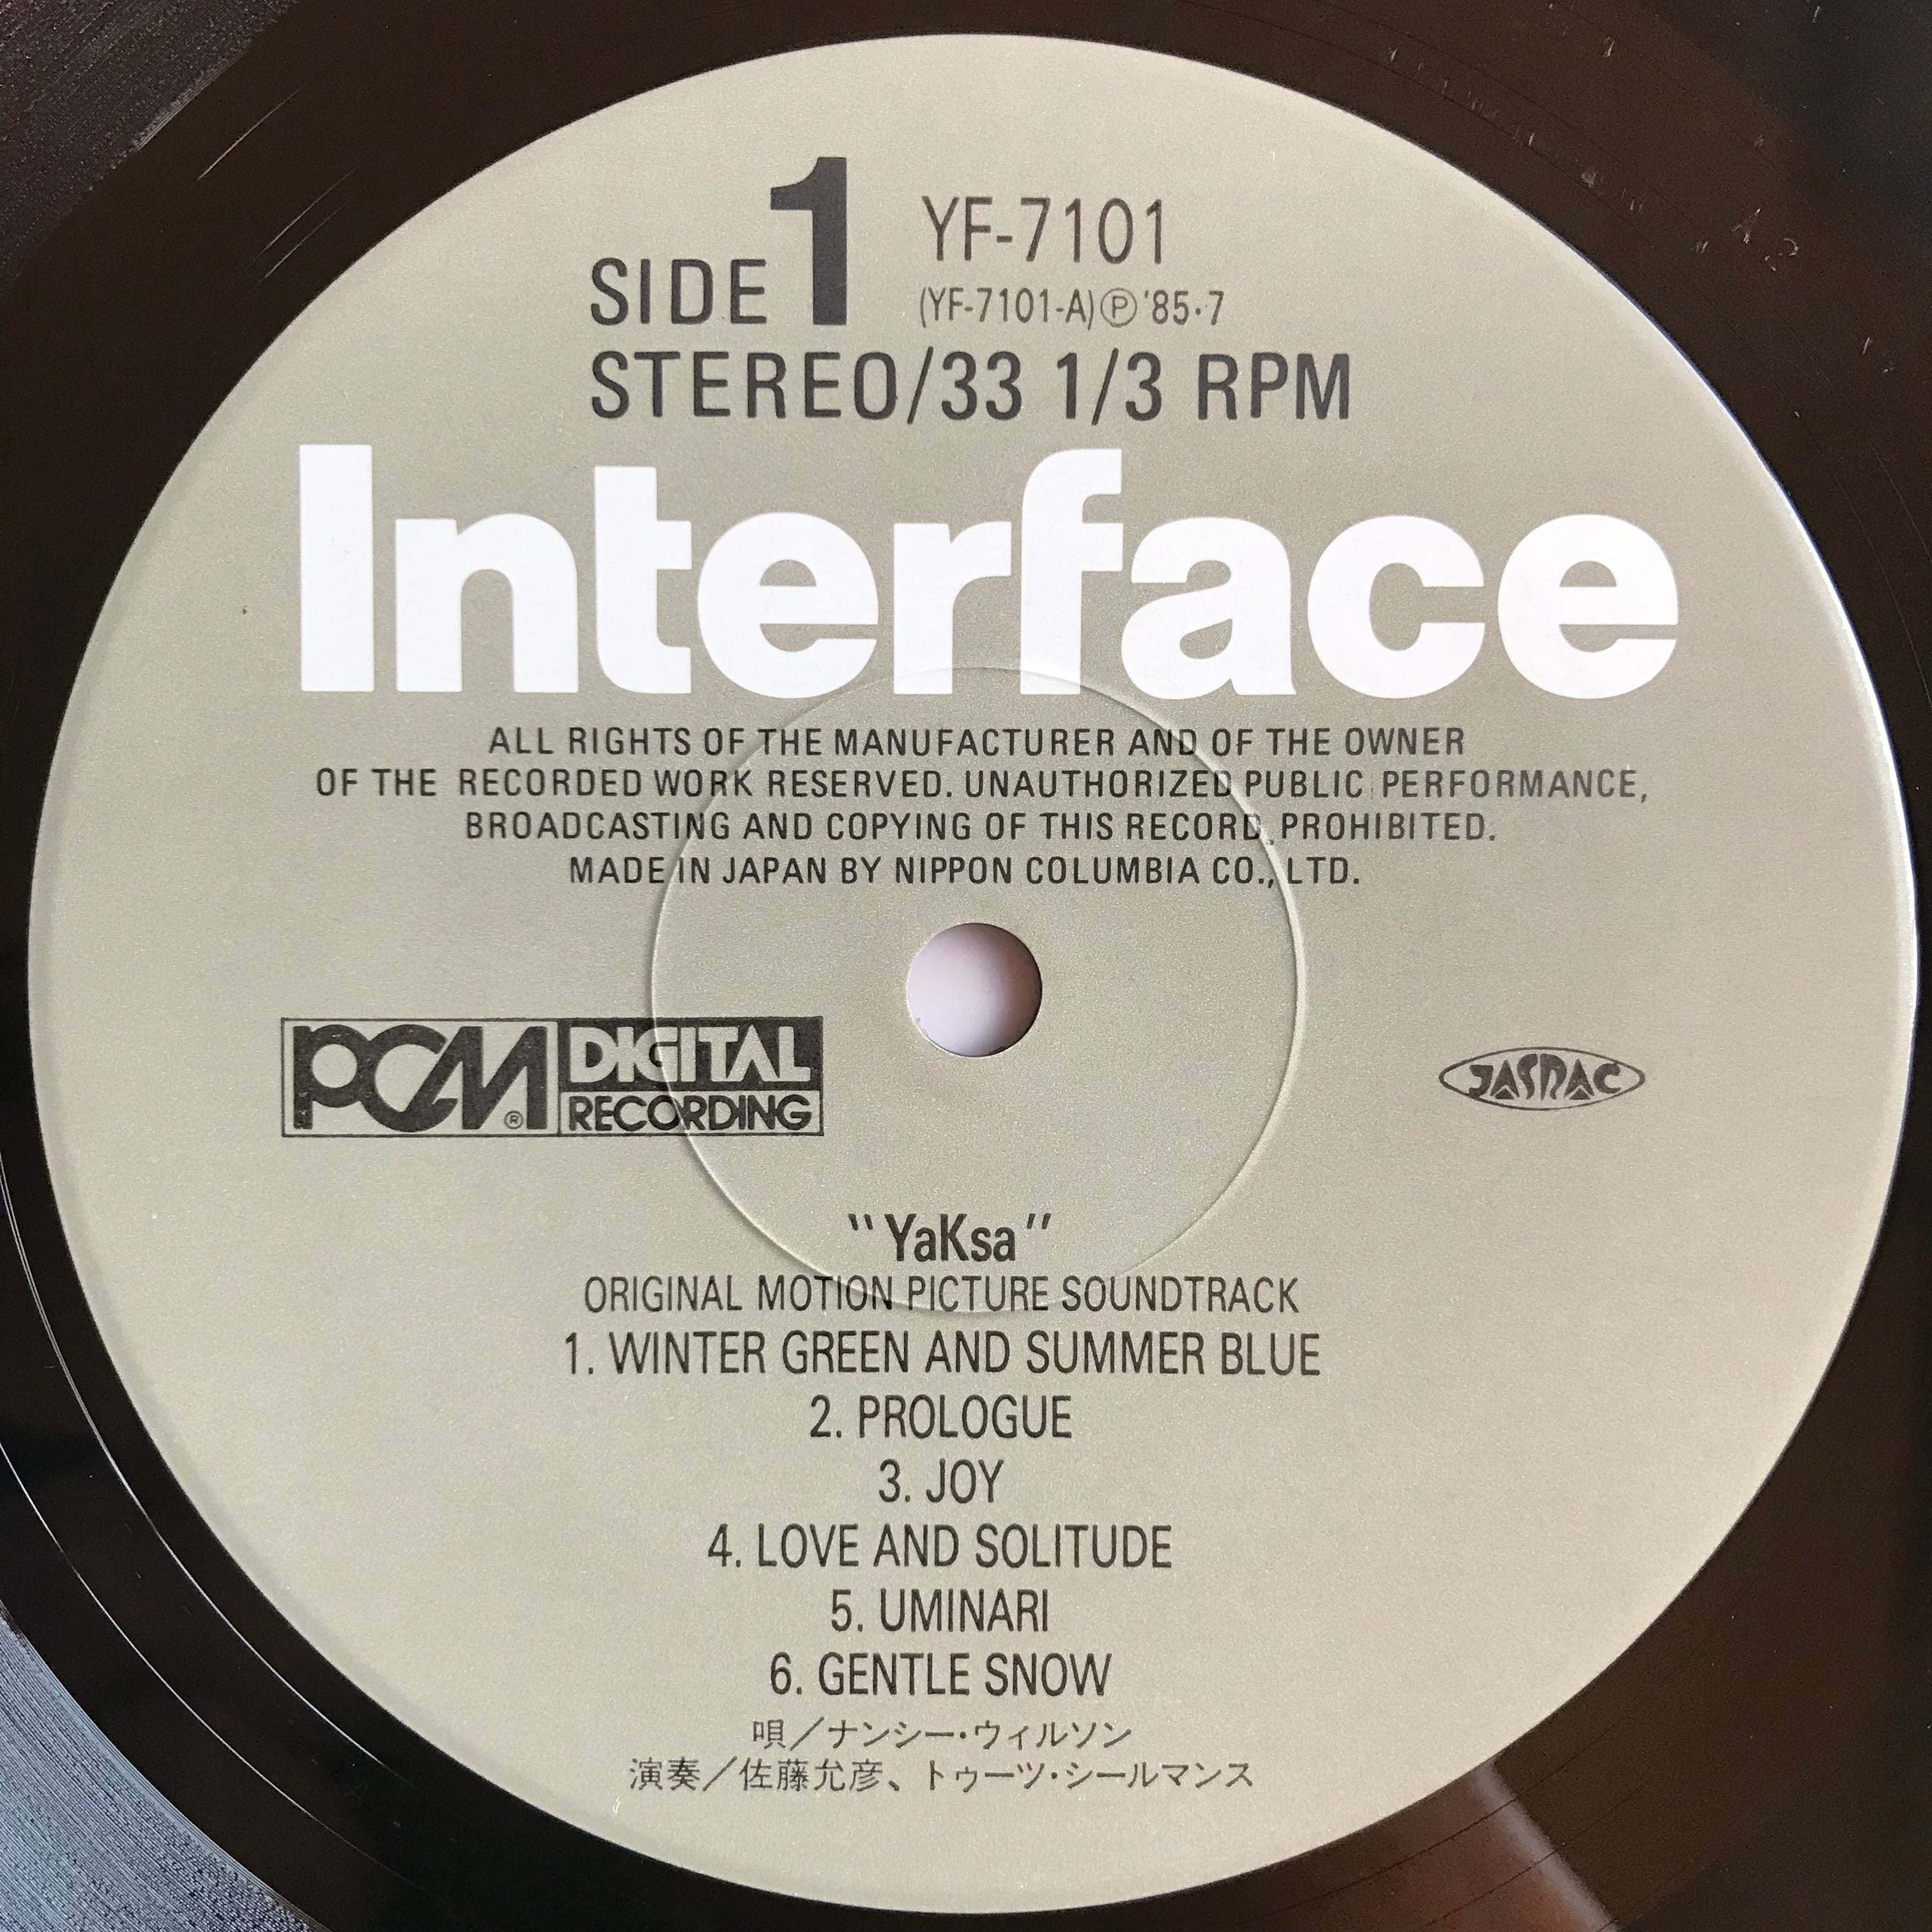 SIDE 1 YF-7101
(YF-7101-A)Ⓟ'85·7
STEREO/33 1/3 RPM
Interface
ALL RIGHTS OF THE MANUFACTURER AND OF THE OWNER
OF THE RECORDED WORK RESERVED. UNAUTHORIZED PUBLIC PERFORMANCE,
BROADCASTING AND COPYING OF THIS RECORD PROHIBITED.
MADE IN JAPAN BY NIPPON COLUMBIA CO., LTD.
PCM® DIGITAL
RECORDING
JASRAC
"YaKsa"
ORIGINAL MOTION PICTURE SOUNDTRACK
1. WINTER GREEN AND SUMMER BLUE
2. PROLOGUE
3. JOY
4. LOVE AND SOLITUDE
5. UMINARI
6. GENTLE SNOW
唄／ナンシー・ウィルソン
演奏／佐藤允彦、トゥーツ・シールマンス